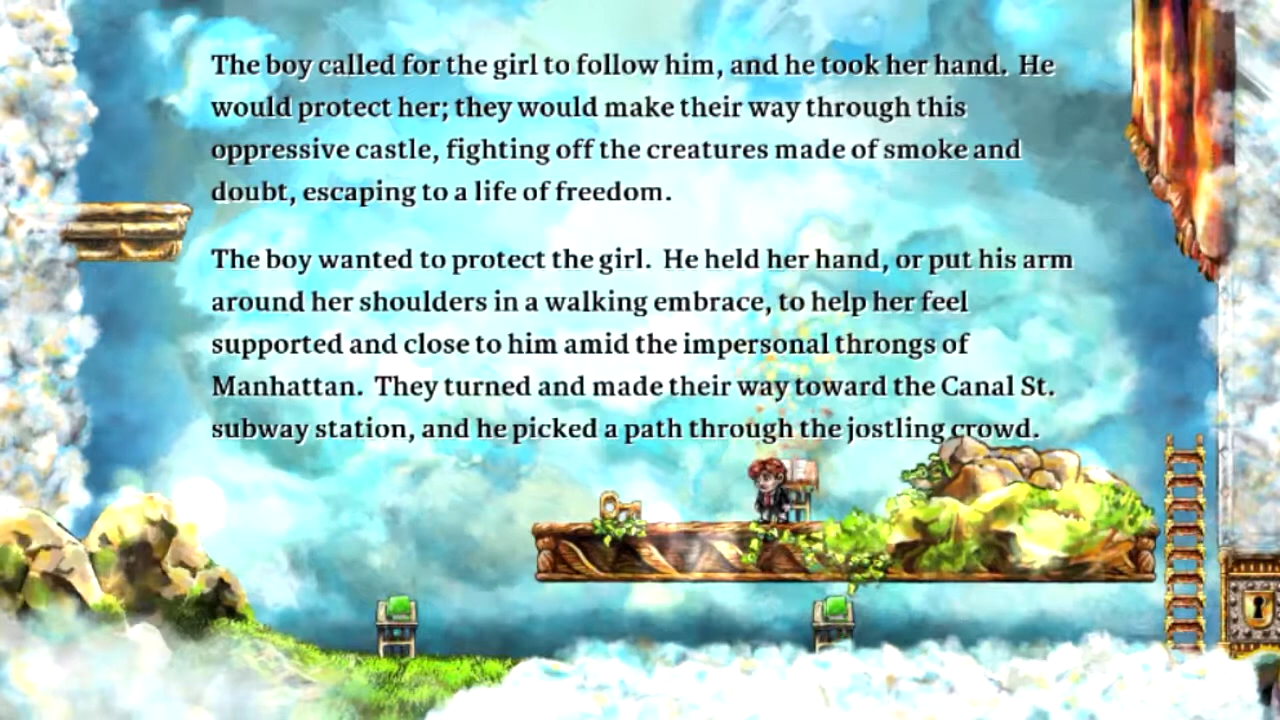 The boy called for the girl to follow him, and he took her hand. He
would protect her; they would make their way through this
oppressive castle, fighting off the creatures made of smoke and
doubt, escaping to a life of freedom.
The boy wanted to protect the girl. He held her hand, or put his arm
around her shoulders in a walking embrace, to help her feel
supported and close to him amid the impersonal throngs of
Manhattan. They turned and made their way toward the Canal St.
subway station, and he picked a path through the jostling crowd.